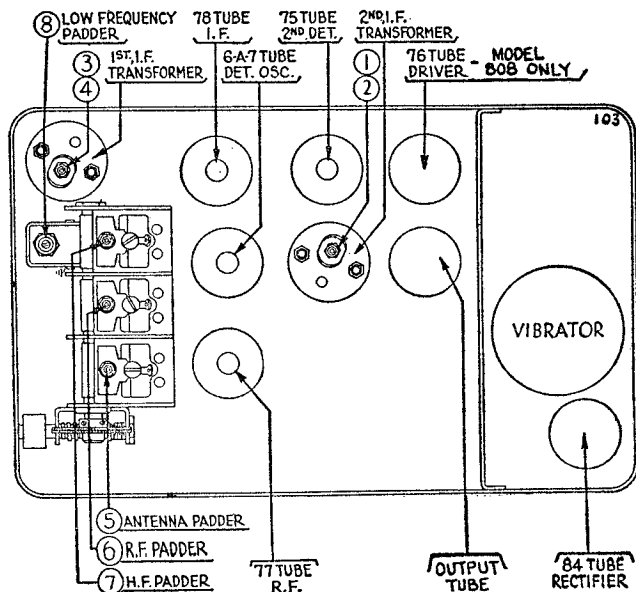 8 LOW FREQUENCY
PADDER
78 TUBE
I.F.
75 TUBE
2ND. DET.
2ND. I.F.
TRANSFORMER
3
4
1ST. I.F.
TRANSFORMER
6-A-7 TUBE
DET. OSC.
1
2
76 TUBE
DRIVER - MODEL
808 ONLY
103
VIBRATOR
5 ANTENNA PADDER
6 R.F. PADDER
7 H.F. PADDER
77 TUBE
R.F.
OUTPUT
TUBE
84 TUBE
RECTIFIER